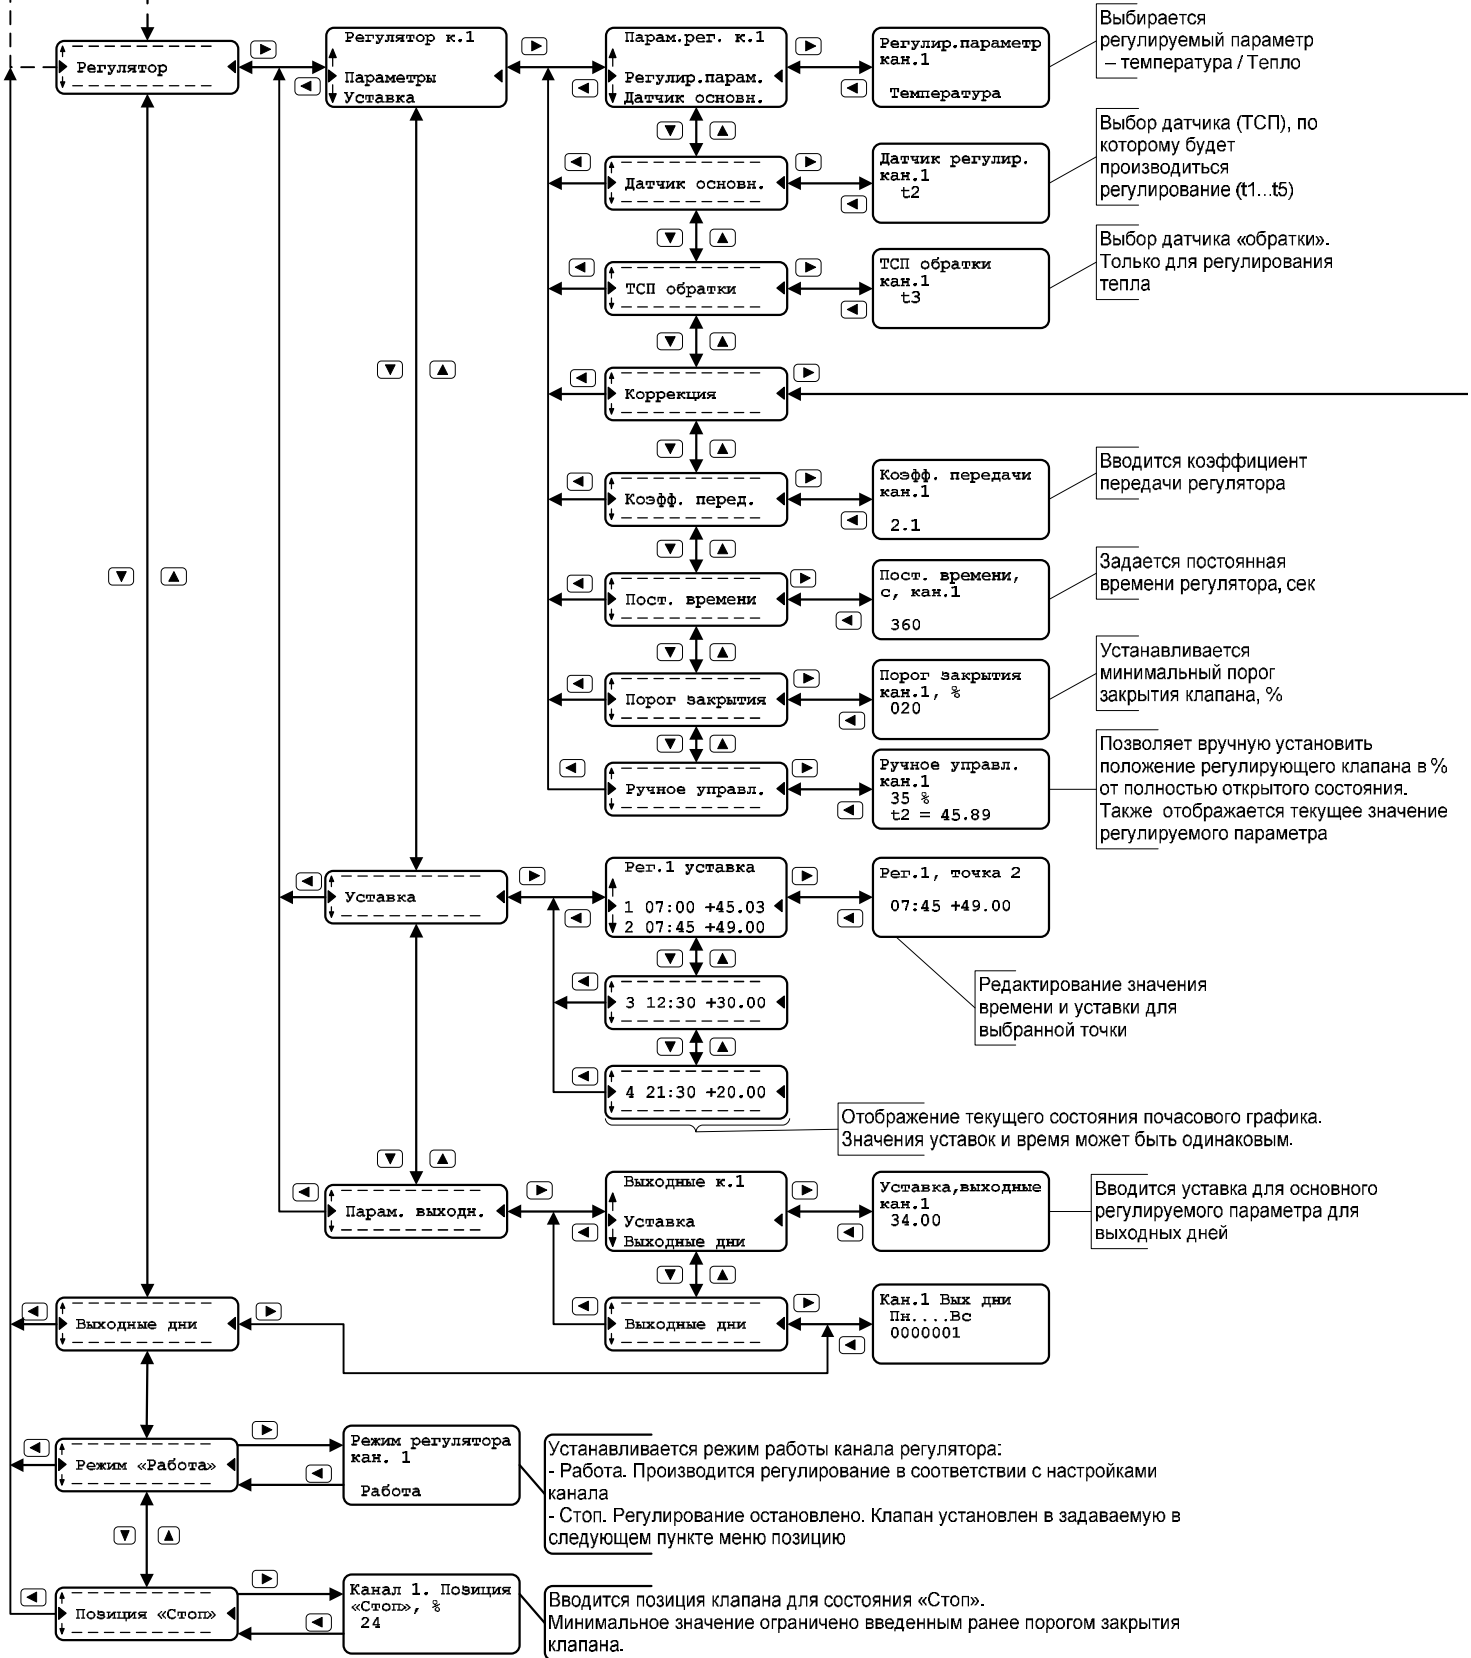 Регулятор
Регулятор к.1
Параметры
Уставка
Парам.рег. к.1
Регулир.парам.
Датчик основн.
Регулир.параметр
кан.1
Температура
Выбирается
регулируемый параметр
– температура / Тепло
Датчик основн.
Датчик регулир.
кан.1
t2
Выбор датчика (ТСП), по
которому будет
производиться
регулирование (t1...t5)
ТСП обратки
ТСП обратки
кан.1
t3
Выбор датчика «обратки».
Только для регулирования
тепла
Коррекция
Коэфф. перед.
Коэфф. передачи
кан.1
2.1
Вводится коэффициент
передачи регулятора
Пост. времени
Пост. времени,
с, кан.1
360
Задается постоянная
времени регулятора, сек
Порог закрытия
Порог закрытия
кан.1, %
020
Устанавливается
минимальный порог
закрытия клапана, %
Ручное управл.
Ручное управл.
кан.1
35 %
t2 = 45.89
Позволяет вручную установить
положение регулирующего клапана в %
от полностью открытого состояния.
Также отображается текущее значение
регулируемого параметра
Уставка
Рег.1 уставка
1 07:00 +45.03
2 07:45 +49.00
Рег.1, точка 2
07:45 +49.00
3 12:30 +30.00
Редактирование значения
времени и уставки для
выбранной точки
4 21:30 +20.00
Отображение текущего состояния почасового графика.
Значения уставок и время может быть одинаковым.
Парам. выходн.
Выходные к.1
Уставка
Выходные дни
Уставка,выходные
кан.1
34.00
Вводится уставка для основного
регулируемого параметра для
выходных дней
Выходные дни
Выходные дни
Кан.1 Вых дни
Пн....Вс
0000001
Режим «Работа»
Режим регулятора
кан. 1
Работа
Устанавливается режим работы канала регулятора:
- Работа. Производится регулирование в соответствии с настройками
канала
- Стоп. Регулирование остановлено. Клапан установлен в задаваемую в
следующем пункте меню позицию
Позиция «Стоп»
Канал 1. Позиция
«Стоп», %
24
Вводится позиция клапана для состояния «Стоп».
Минимальное значение ограничено введенным ранее порогом закрытия
клапана.